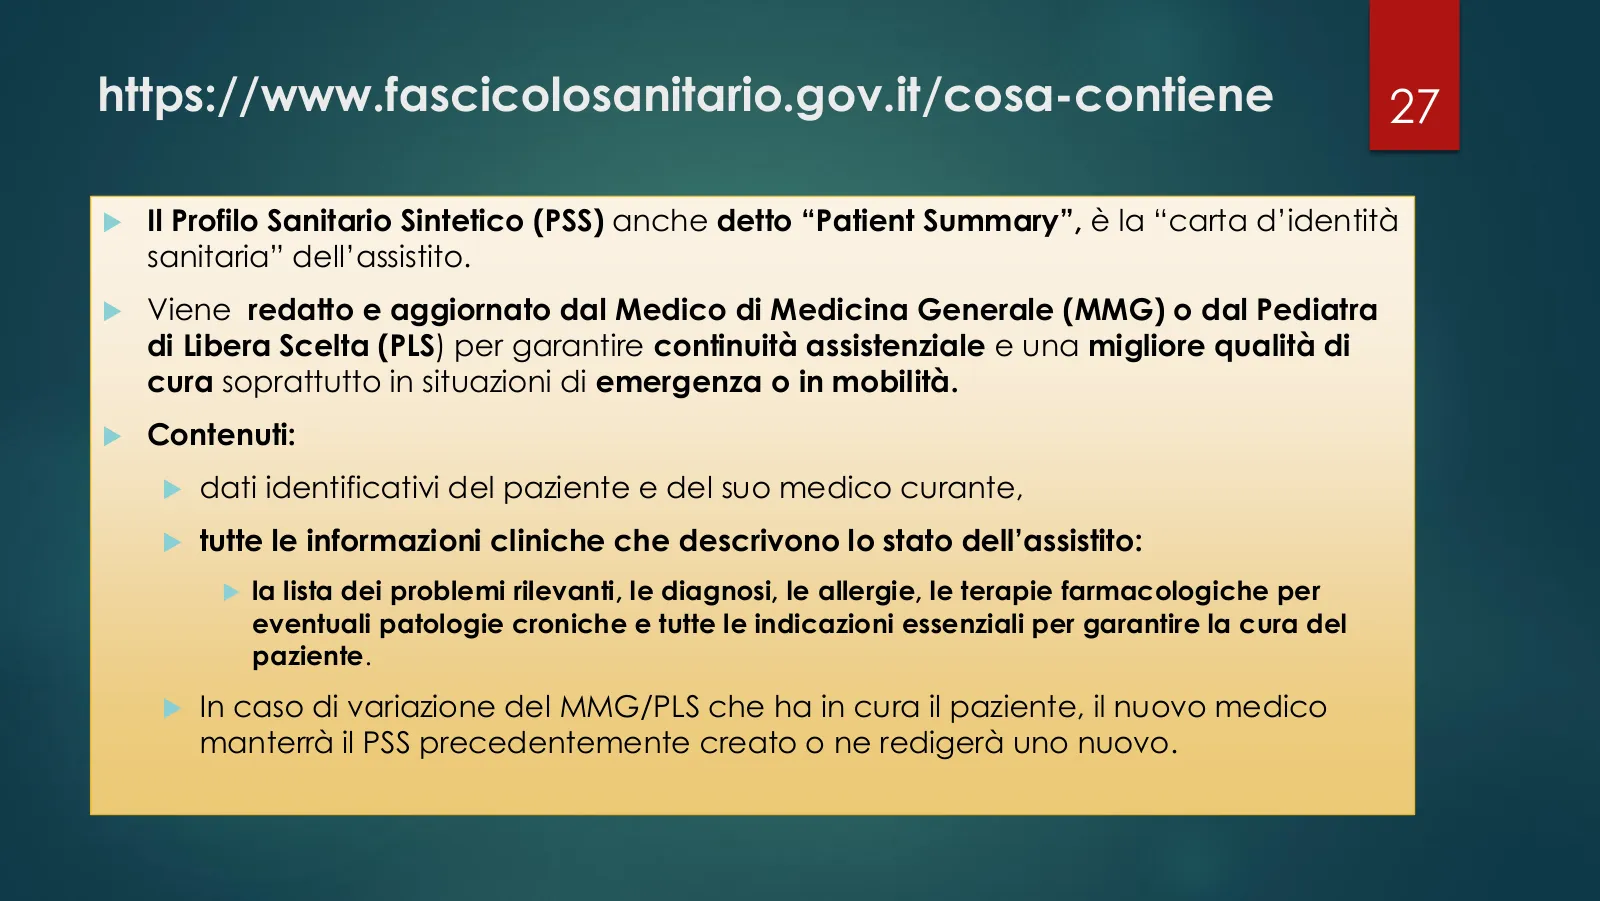 https://www.fascicolosanitario.gov.it/cosa-contiene
27
Il Profilo Sanitario Sintetico (PSS) anche detto “Patient Summary”, è la “carta d’identità
sanitaria” dell’assistito.
Viene redatto e aggiornato dal Medico di Medicina Generale (MMG) o dal Pediatra
di Libera Scelta (PLS) per garantire continuità assistenziale e una migliore qualità di
cura soprattutto in situazioni di emergenza o in mobilità.
Contenuti:
dati identificativi del paziente e del suo medico curante,
tutte le informazioni cliniche che descrivono lo stato dell’assistito:
la lista dei problemi rilevanti, le diagnosi, le allergie, le terapie farmacologiche per
eventuali patologie croniche e tutte le indicazioni essenziali per garantire la cura del
paziente.
In caso di variazione del MMG/PLS che ha in cura il paziente, il nuovo medico
manterrà il PSS precedentemente creato o ne redigerà uno nuovo.